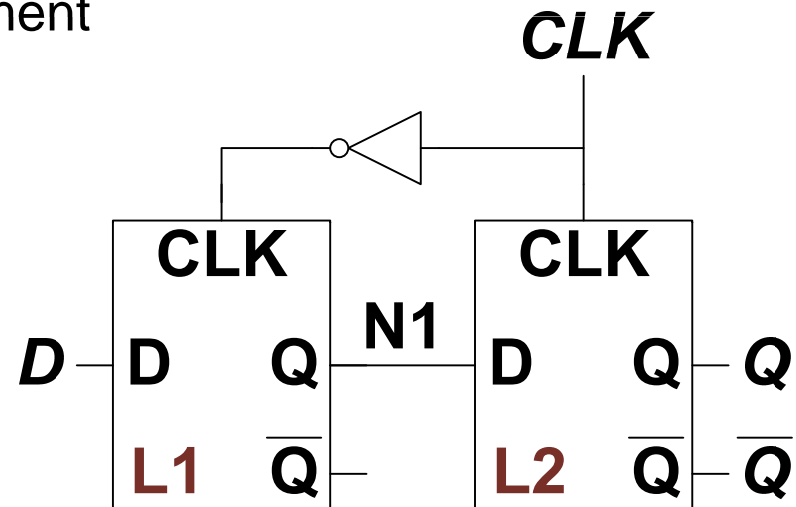 nent
CLK
CLK CLK
N1
D D Q D Q Q
L1 Q̅ L2 Q̅ Q̅